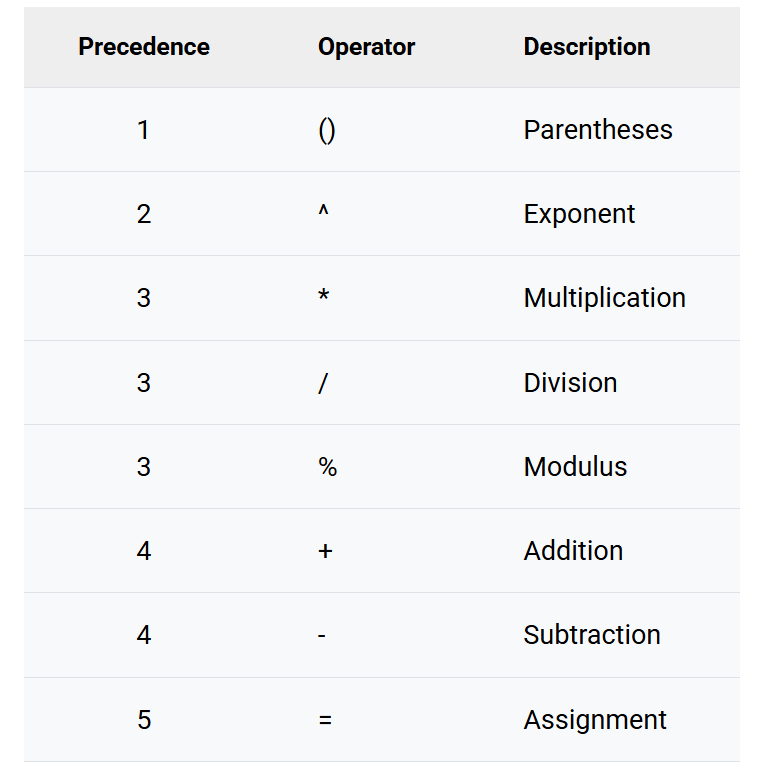 Precedence Operator Description
1 () Parentheses
2 ^ Exponent
3 * Multiplication
3 / Division
3 % Modulus
4 + Addition
4 - Subtraction
5 = Assignment